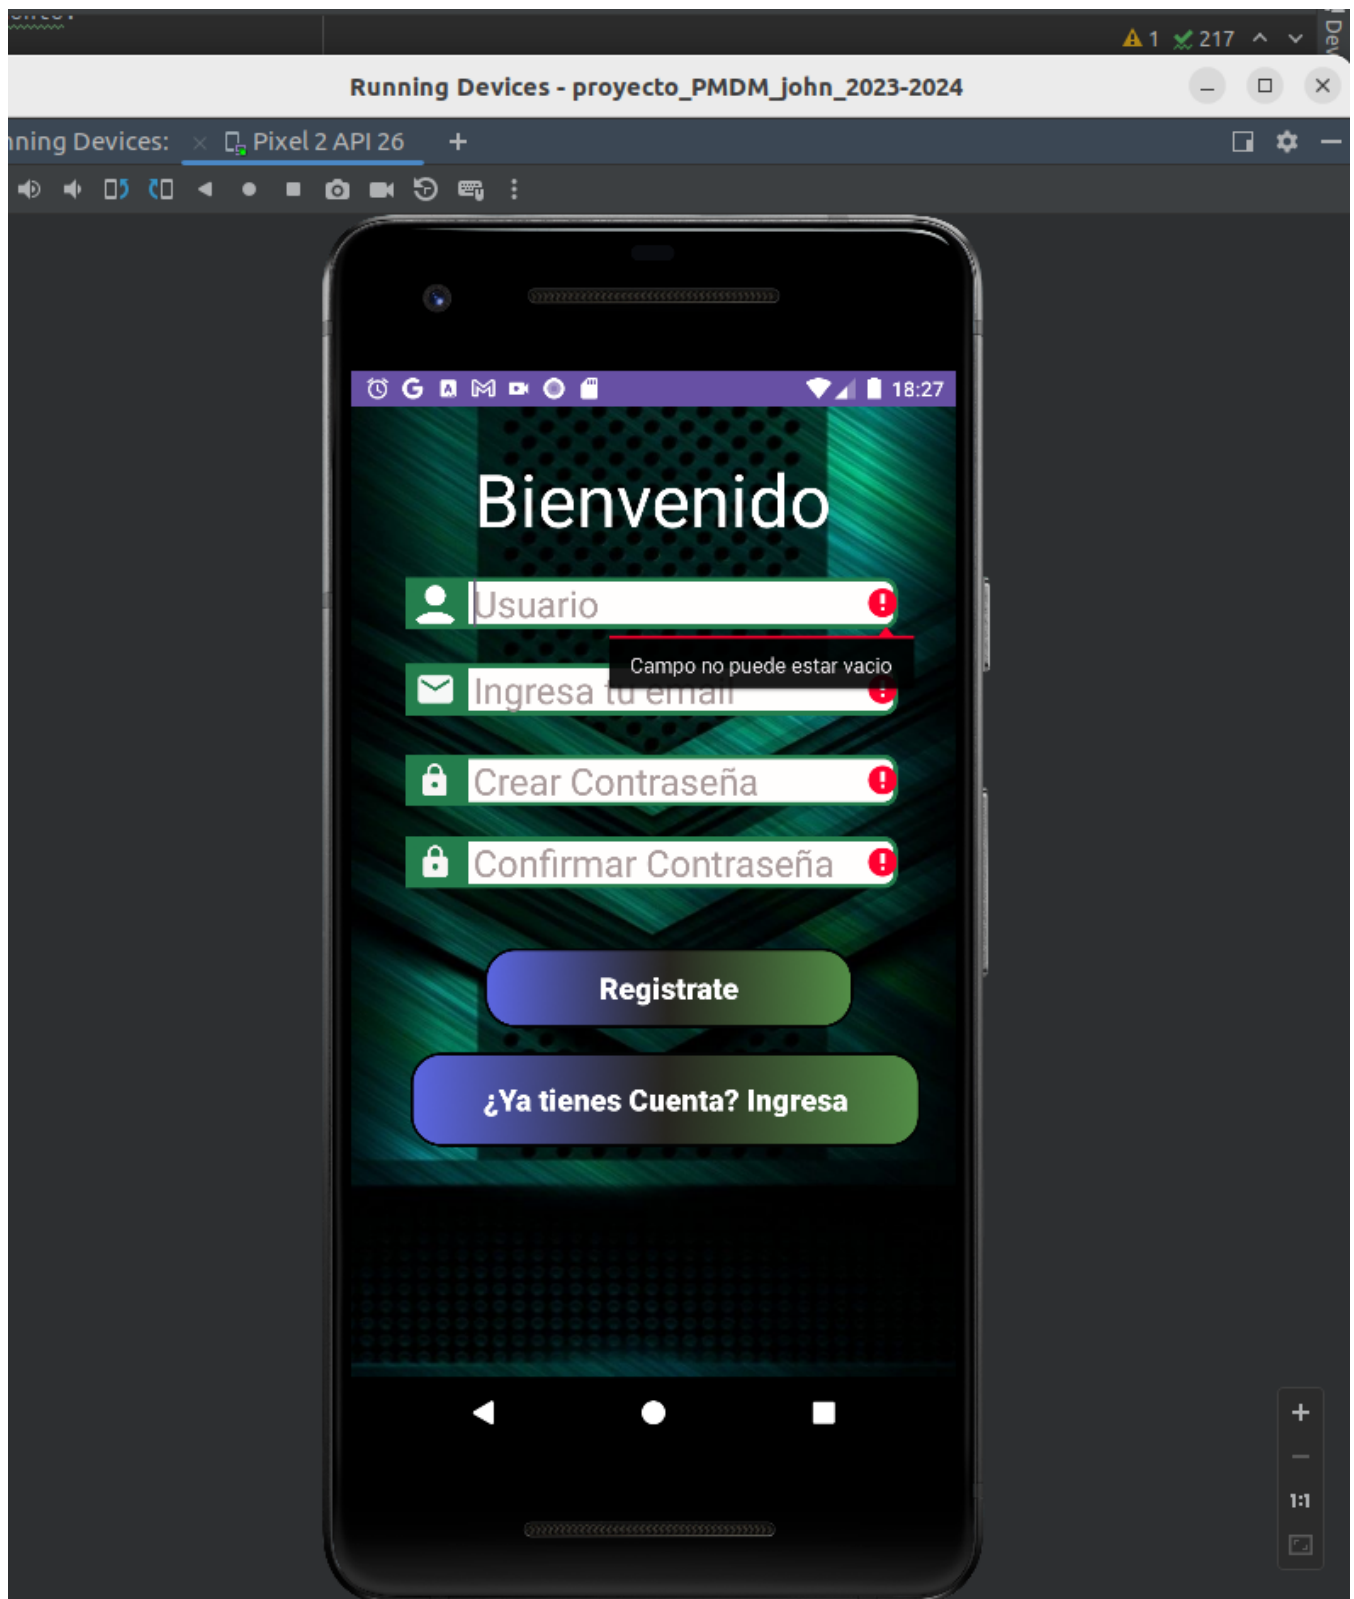 1 217
Dev
Running Devices - proyecto_PMDM_john_2023-2024
nning Devices: Pixel 2 API 26
18:27
Bienvenido
Usuario
Campo no puede estar vacio
Ingresa tu email
Crear Contraseña
Confirmar Contraseña
Registrate
¿Ya tienes Cuenta? Ingresa
1:1